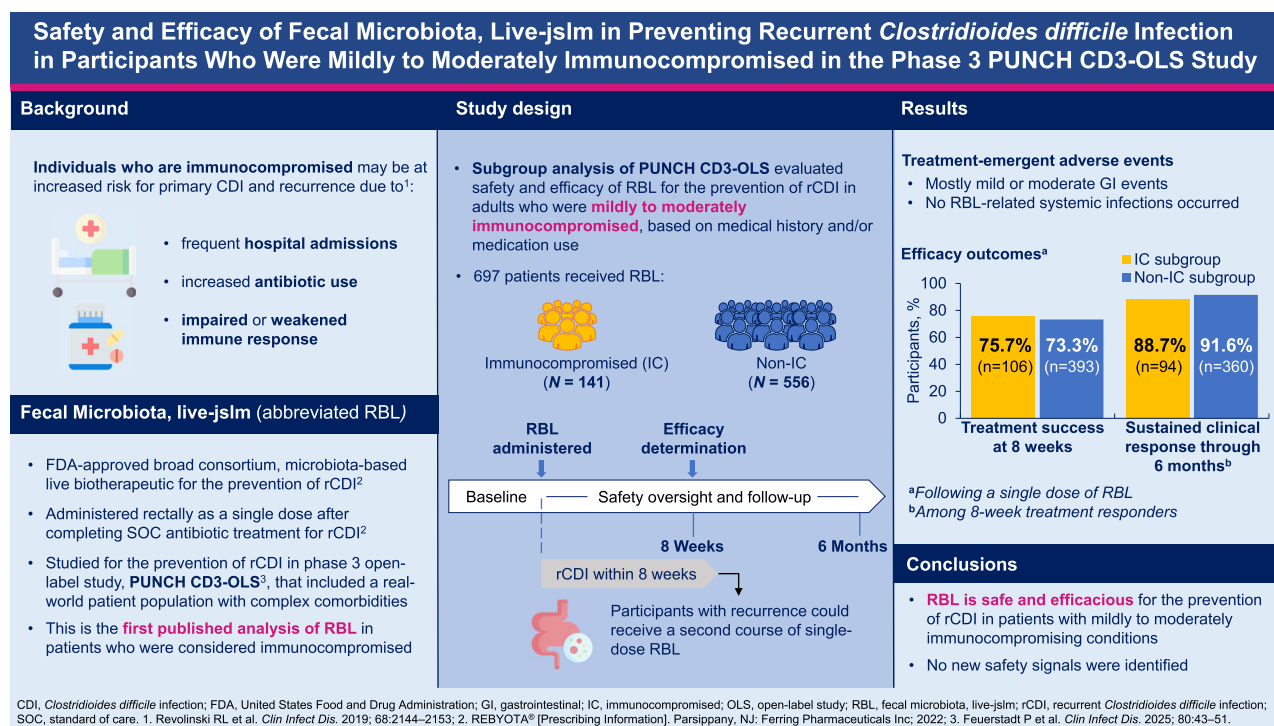 Safety and Efficacy of Fecal Microbiota, Live-jslm in Preventing Recurrent Clostridioides difficile Infection
in Participants Who Were Mildly to Moderately Immunocompromised in the Phase 3 PUNCH CD3-OLS Study
Background
Individuals who are immunocompromised may be at
increased risk for primary CDI and recurrence due to1:
• frequent hospital admissions
• increased antibiotic use
• impaired or weakened
immune response
Fecal Microbiota, live-jslm (abbreviated RBL)
• FDA-approved broad consortium, microbiota-based
live biotherapeutic for the prevention of rCDI2
• Administered rectally as a single dose after
completing SOC antibiotic treatment for rCDI2
• Studied for the prevention of rCDI in phase 3 open-
label study, PUNCH CD3-OLS3, that included a real-
world patient population with complex comorbidities
• This is the first published analysis of RBL in
patients who were considered immunocompromised
Study design
• Subgroup analysis of PUNCH CD3-OLS evaluated
safety and efficacy of RBL for the prevention of rCDI in
adults who were mildly to moderately
immunocompromised, based on medical history and/or
medication use
• 697 patients received RBL:
Immunocompromised (IC)
(N = 141)
Non-IC
(N = 556)
RBL
administered
Efficacy
determination
Baseline
Safety oversight and follow-up
8 Weeks
6 Months
rCDI within 8 weeks
Participants with recurrence could
receive a second course of single-
dose RBL
Results
Treatment-emergent adverse events
• Mostly mild or moderate GI events
• No RBL-related systemic infections occurred
Efficacy outcomesa
IC subgroup
Non-IC subgroup
Participants, %
100
80
60
40
20
0
75.7%
(n=106)
73.3%
(n=393)
88.7%
(n=94)
91.6%
(n=360)
Treatment success
at 8 weeks
Sustained clinical
response through
6 monthsb
aFollowing a single dose of RBL
bAmong 8-week treatment responders
Conclusions
• RBL is safe and efficacious for the prevention
of rCDI in patients with mildly to moderately
immunocompromising conditions
• No new safety signals were identified
CDI, Clostridioides difficile infection; FDA, United States Food and Drug Administration; GI, gastrointestinal; IC, immunocompromised; OLS, open-label study; RBL, fecal microbiota, live-jslm; rCDI, recurrent Clostridioides difficile infection;
SOC, standard of care. 1. Revolinski RL et al. Clin Infect Dis. 2019; 68:2144–2153; 2. REBYOTA® [Prescribing Information]. Parsippany, NJ: Ferring Pharmaceuticals Inc; 2022; 3. Feuerstadt P et al. Clin Infect Dis. 2025; 80:43–51.